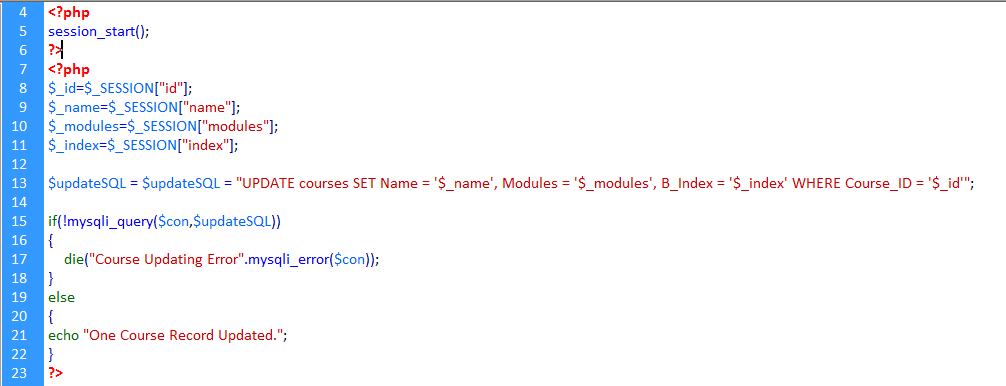 4 <?php
5 session_start();
6 ?>
7 <?php
8 $_id=$_SESSION["id"];
9 $_name=$_SESSION["name"];
10 $_modules=$_SESSION["modules"];
11 $_index=$_SESSION["index"];
12
13 $updateSQL = $updateSQL = "UPDATE courses SET Name = '$_name', Modules = '$_modules', B_Index = '$_index' WHERE Course_ID = '$_id'";
14
15 if(!mysqli_query($con,$updateSQL))
16 {
17 die("Course Updating Error".mysqli_error($con));
18 }
19 else
20 {
21 echo "One Course Record Updated.";
22 }
23 ?>